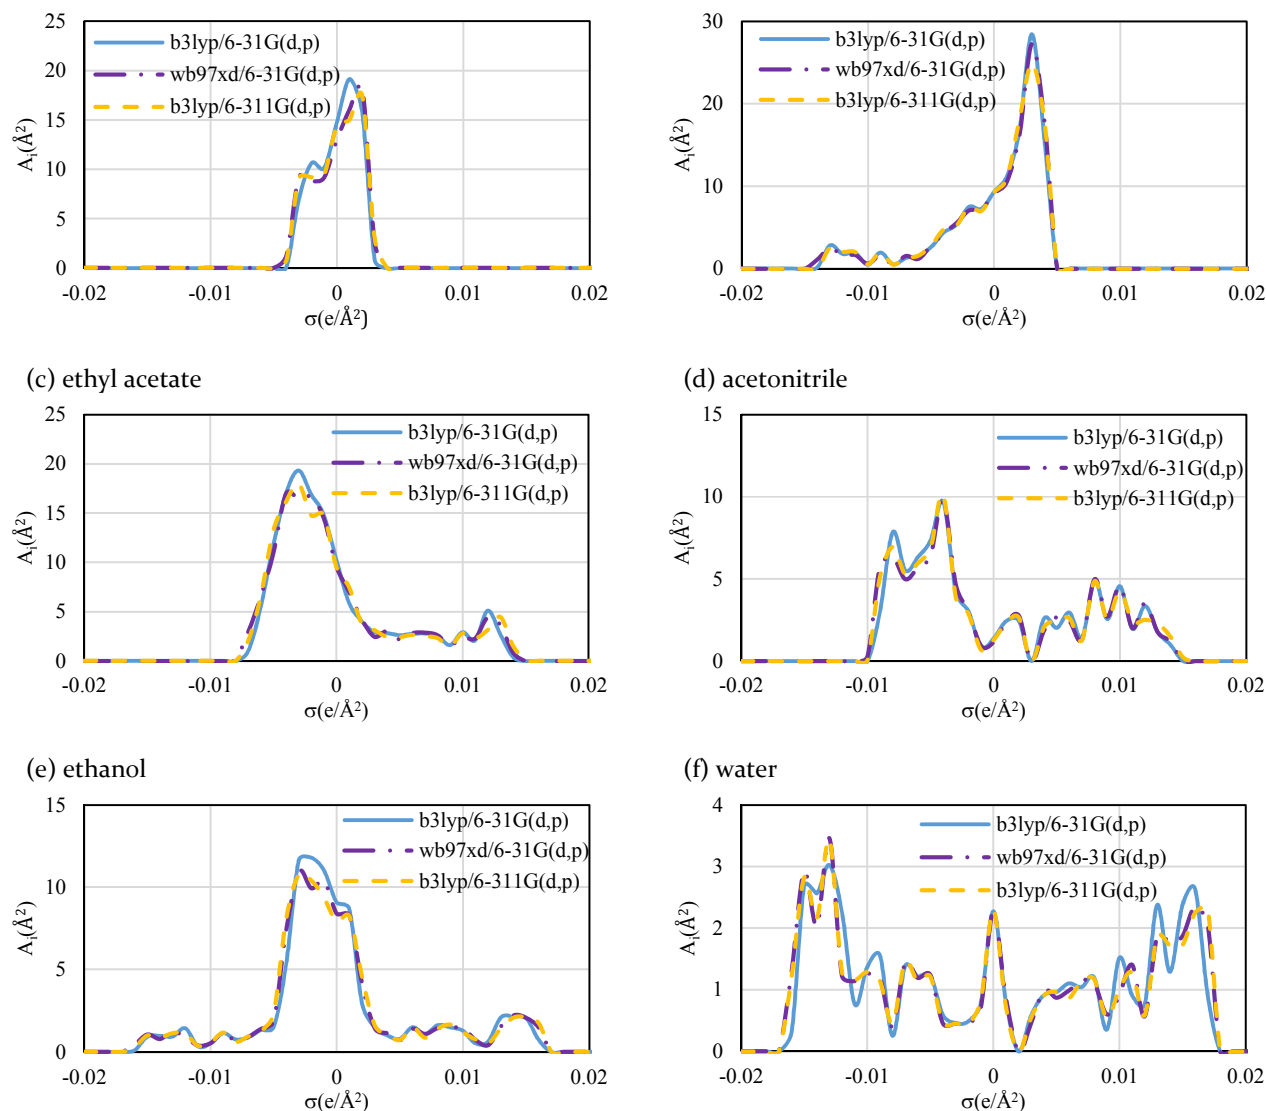 25
20
15
10
5
0
A_i(Å²)
b3lyp/6-31G(d,p)
wb97xd/6-31G(d,p)
b3lyp/6-311G(d,p)
-0.02 -0.01 0 0.01 0.02
σ(e/Å²)
30
20
10
0
A_i(Å²)
b3lyp/6-31G(d,p)
wb97xd/6-31G(d,p)
b3lyp/6-311G(d,p)
-0.02 -0.01 0 0.01 0.02
σ(e/Å²)
(c) ethyl acetate
25
20
15
10
5
0
A_i(Å²)
b3lyp/6-31G(d,p)
wb97xd/6-31G(d,p)
b3lyp/6-311G(d,p)
-0.02 -0.01 0 0.01 0.02
σ(e/Å²)
(d) acetonitrile
15
10
5
0
A_i(Å²)
b3lyp/6-31G(d,p)
wb97xd/6-31G(d,p)
b3lyp/6-311G(d,p)
-0.02 -0.01 0 0.01 0.02
σ(e/Å²)
(e) ethanol
15
10
5
0
A_i(Å²)
b3lyp/6-31G(d,p)
wb97xd/6-31G(d,p)
b3lyp/6-311G(d,p)
-0.02 -0.01 0 0.01 0.02
σ(e/Å²)
(f) water
4
3
2
1
0
A_i(Å²)
b3lyp/6-31G(d,p)
wb97xd/6-31G(d,p)
b3lyp/6-311G(d,p)
-0.02 -0.01 0 0.01 0.02
σ(e/Å²)